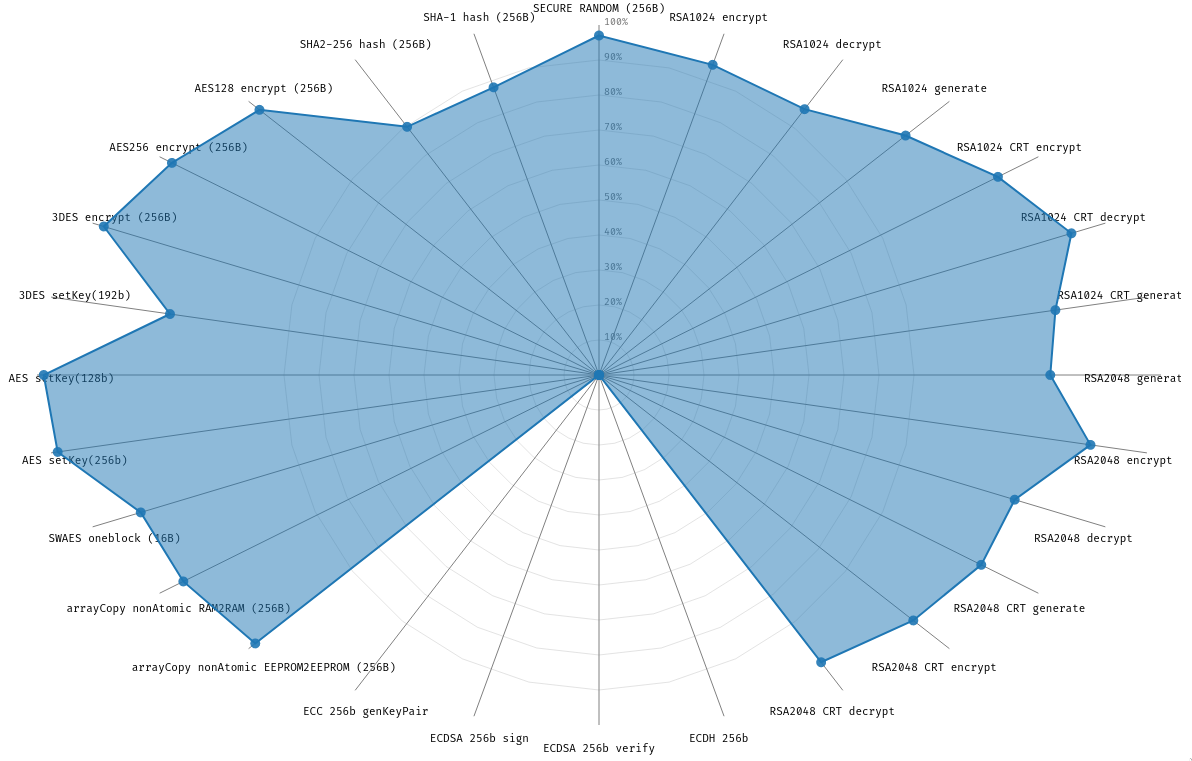 SECURE RANDOM (256B)
SHA-1 hash (256B)
RSA1024 encrypt
100%
SHA2-256 hash (256B)
RSA1024 decrypt
90%
AES128 encrypt (256B)
RSA1024 generate
80%
70%
AES256 encrypt (256B)
RSA1024 CRT encrypt
60%
50%
3DES encrypt (256B)
RSA1024 CRT decrypt
40%
30%
3DES setKey(192b)
RSA1024 CRT generat
20%
10%
AES setKey(128b)
RSA2048 generat
AES setKey(256b)
RSA2048 encrypt
SWAES oneblock (16B)
RSA2048 decrypt
arrayCopy nonAtomic RAM2RAM (256B)
RSA2048 CRT generate
arrayCopy nonAtomic EEPROM2EEPROM (256B)
RSA2048 CRT encrypt
ECC 256b genKeyPair
RSA2048 CRT decrypt
ECDSA 256b sign
ECDH 256b
ECDSA 256b verify